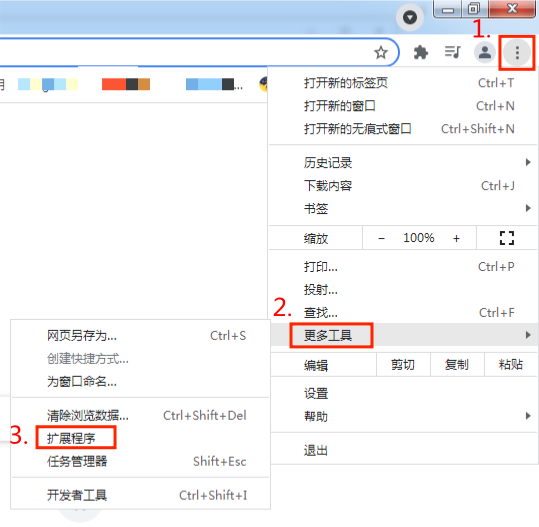 1.
打开新的标签页 Ctrl+T
打开新的窗口 Ctrl+N
打开新的无痕式窗口 Ctrl+Shift+N
历史记录
下载内容 Ctrl+J
书签
缩放 − 100% +
打印... Ctrl+P
投射...
2.
查找... Ctrl+F
更多工具
编辑 剪切 复制 粘贴
设置
帮助
退出
网页另存为... Ctrl+S
创建快捷方式...
为窗口命名...
清除浏览数据... Ctrl+Shift+Del
3. 扩展程序
任务管理器 Shift+Esc
开发者工具 Ctrl+Shift+I